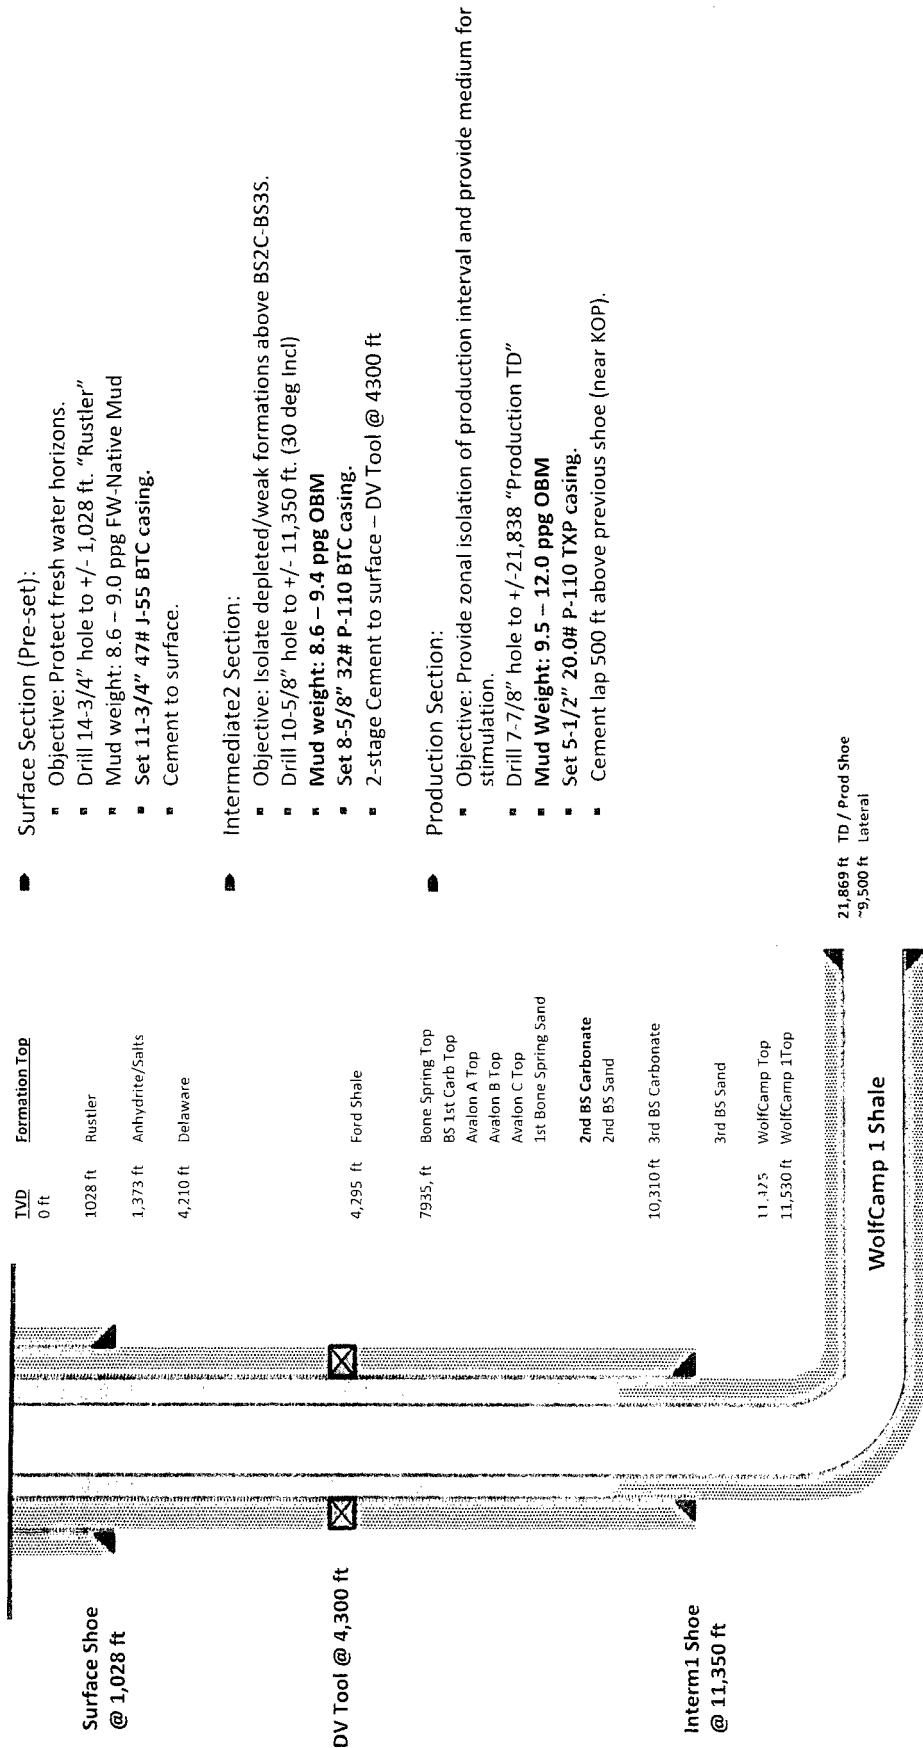 Surface Shoe
@ 1,028 ft
DV Tool @ 4,300 ft
Interm1 Shoe
@ 11,350 ft
TVD Formation Top
0 ft
1028 ft Rustler
1,373 ft Anhydrite/Salts
4,210 ft Delaware
4,295 ft Ford Shale
7935, ft Bone Spring Top
BS 1st Carb Top
Avalon A Top
Avalon B Top
Avalon C Top
1st Bone Spring Sand
2nd BS Carbonate
2nd BS Sand
10,310 ft 3rd BS Carbonate
3rd BS Sand
11,425 WolfCamp Top
11,530 ft WolfCamp 1Top
WolfCamp 1 Shale
21,869 ft TD / Prod Shoe
~9,500 ft Lateral
Surface Section (Pre-set):
Objective: Protect fresh water horizons.
Drill 14-3/4” hole to +/- 1,028 ft. “Rustler”
Mud weight: 8.6 – 9.0 ppg FW-Native Mud
Set 11-3/4” 47# J-55 BTC casing.
Cement to surface.
Intermediate2 Section:
Objective: Isolate depleted/weak formations above BS2C-BS3S.
Drill 10-5/8” hole to +/- 11,350 ft. (30 deg Incl)
Mud weight: 8.6 – 9.4 ppg OBM
Set 8-5/8” 32# P-110 BTC casing.
2-stage Cement to surface – DV Tool @ 4300 ft
Production Section:
Objective: Provide zonal isolation of production interval and provide medium for
stimulation.
Drill 7-7/8” hole to +/-21,838 “Production TD”
Mud Weight: 9.5 – 12.0 ppg OBM
Set 5-1/2” 20.0# P-110 TXP casing.
Cement lap 500 ft above previous shoe (near KOP).